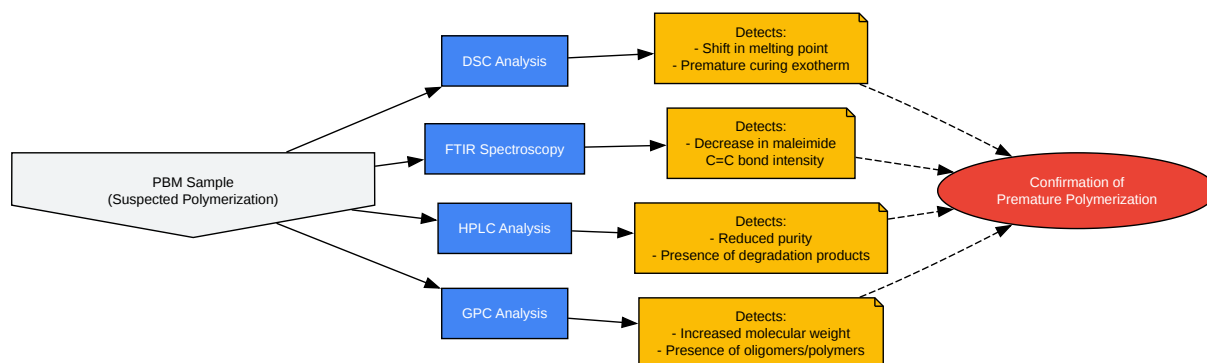 PBM Sample
(Suspected Polymerization)
DSC Analysis
Detects:
- Shift in melting point
- Premature curing exotherm
FTIR Spectroscopy
Detects:
- Decrease in maleimide
C=C bond intensity
HPLC Analysis
Detects:
- Reduced purity
- Presence of degradation products
GPC Analysis
Detects:
- Increased molecular weight
- Presence of oligomers/polymers
Confirmation of
Premature Polymerization